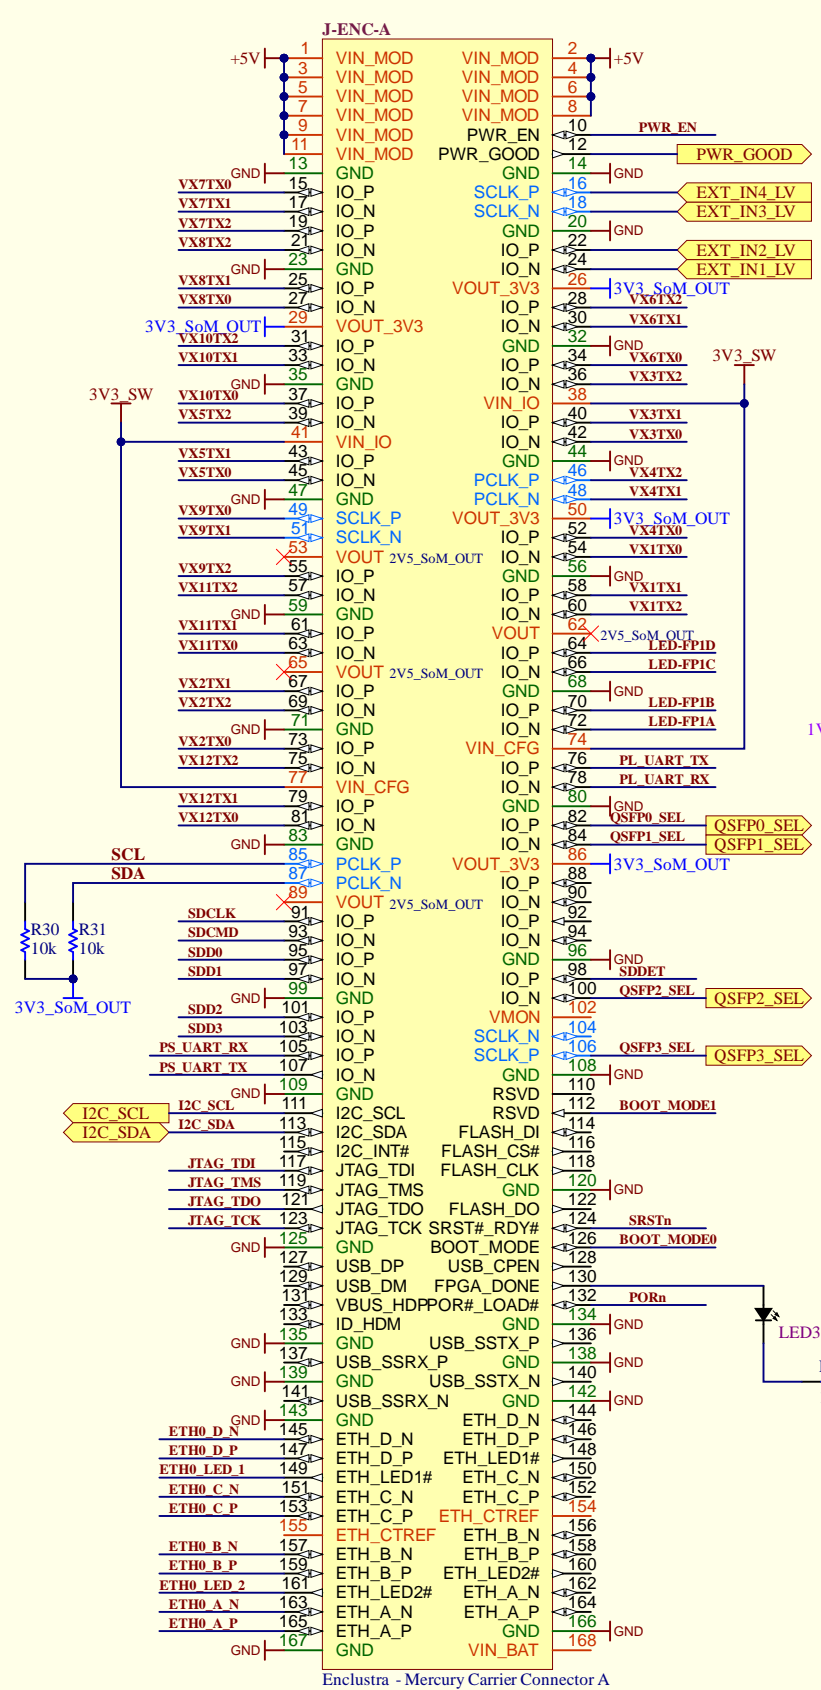 J-ENC-A
+5V 1 VIN_MOD VIN_MOD 2 +5V
3 VIN_MOD VIN_MOD 4
5 VIN_MOD VIN_MOD 6
7 VIN_MOD VIN_MOD 8
9 VIN_MOD PWR_EN 10 PWR_EN
11 VIN_MOD PWR_GOOD 12 PWR_GOOD
GND 13 GND GND 14 GND
VX7TX0 15 IO_P SCLK_P 16 EXT_IN4_LV
VX7TX1 17 IO_N SCLK_N 18 EXT_IN3_LV
VX7TX2 19 IO_P GND 20 GND
VX8TX2 21 IO_N IO_P 22 EXT_IN2_LV
GND 23 GND IO_N 24 EXT_IN1_LV
VX8TX1 25 IO_P VOUT_3V3 26 3V3_SoM_OUT
VX8TX0 27 IO_N IO_P 28 VX6TX2
3V3_SoM_OUT 29 VOUT_3V3 IO_N 30 VX6TX1
VX10TX2 31 IO_P GND 32 GND
VX10TX1 33 IO_N IO_P 34 VX6TX0 3V3_SW
GND 35 GND IO_N 36 VX3TX2
3V3_SW VX10TX0 37 IO_P VIN_IO 38
VX5TX2 39 IO_N IO_P 40 VX3TX1
41 VIN_IO IO_N 42 VX3TX0
VX5TX1 43 IO_P GND 44 GND
VX5TX0 45 IO_N PCLK_P 46 VX4TX2
GND 47 GND PCLK_N 48 VX4TX1
VX9TX0 49 SCLK_P VOUT_3V3 50 3V3_SoM_OUT
VX9TX1 51 SCLK_N IO_P 52 VX4TX0
53 VOUT 2V5_SoM_OUT IO_N 54 VX1TX0
VX9TX2 55 IO_P GND 56 GND
VX11TX2 57 IO_N IO_P 58 VX1TX1
GND 59 GND IO_N 60 VX1TX2
VX11TX1 61 IO_P VOUT 62 2V5_SoM_OUT
VX11TX0 63 IO_N IO_P 64 LED-FP1D
65 VOUT 2V5_SoM_OUT IO_N 66 LED-FP1C
VX2TX1 67 IO_P GND 68 GND
VX2TX2 69 IO_N IO_P 70 LED-FP1B
GND 71 GND IO_N 72 LED-FP1A
VX2TX0 73 IO_P VIN_CFG 74
VX12TX2 75 IO_N IO_P 76 PL_UART_TX
77 VIN_CFG IO_N 78 PL_UART_RX
VX12TX1 79 IO_P GND 80 GND
VX12TX0 81 IO_N IO_P 82 QSFP0_SEL QSFP0_SEL
GND 83 GND IO_N 84 QSFP1_SEL QSFP1_SEL
SCL 85 PCLK_P VOUT_3V3 86 3V3_SoM_OUT
SDA 87 PCLK_N IO_P 88
89 VOUT 2V5_SoM_OUT IO_N 90
SDCLK 91 IO_P IO_P 92
R30 R31 SDCMD 93 IO_N IO_N 94
10k 10k SDD0 95 IO_P GND 96 GND
SDD1 97 IO_N IO_P 98 SDDET
GND 99 GND IO_N 100 QSFP2_SEL QSFP2_SEL
3V3_SoM_OUT SDD2 101 IO_P VMON 102
SDD3 103 IO_N SCLK_N 104
PS_UART_RX 105 IO_P SCLK_P 106 QSFP3_SEL QSFP3_SEL
PS_UART_TX 107 IO_N GND 108 GND
GND 109 GND RSVD 110
I2C_SCL I2C_SCL 111 I2C_SCL RSVD 112 BOOT_MODE1
I2C_SDA I2C_SDA 113 I2C_SDA FLASH_DI 114
115 I2C_INT# FLASH_CS# 116
JTAG_TDI 117 JTAG_TDI FLASH_CLK 118
JTAG_TMS 119 JTAG_TMS GND 120 GND
JTAG_TDO 121 JTAG_TDO FLASH_DO 122
JTAG_TCK 123 JTAG_TCK SRST#_RDY# 124 SRSTn
GND 125 GND BOOT_MODE 126 BOOT_MODE0
127 USB_DP USB_CPEN 128
129 USB_DM FPGA_DONE 130
131 VBUS_HDP POR#_LOAD# 132 PORn
133 ID_HDM GND 134 GND LED3
GND 135 GND USB_SSTX_P 136
137 USB_SSRX_P GND 138 GND
GND 139 GND USB_SSTX_N 140
141 USB_SSRX_N GND 142 GND
GND 143 GND ETH_D_N 144
ETH0_D_N 145 ETH_D_N ETH_D_P 146
ETH0_D_P 147 ETH_D_P ETH_LED1# 148
ETH0_LED_1 149 ETH_LED1# ETH_C_N 150
ETH0_C_N 151 ETH_C_N ETH_C_P 152
ETH0_C_P 153 ETH_C_P ETH_CTREF 154
155 ETH_CTREF ETH_B_N 156
ETH0_B_N 157 ETH_B_N ETH_B_P 158
ETH0_B_P 159 ETH_B_P ETH_LED2# 160
ETH0_LED_2 161 ETH_LED2# ETH_A_N 162
ETH0_A_N 163 ETH_A_N ETH_A_P 164
ETH0_A_P 165 ETH_A_P GND 166 GND
GND 167 GND VIN_BAT 168
Enclustra - Mercury Carrier Connector A